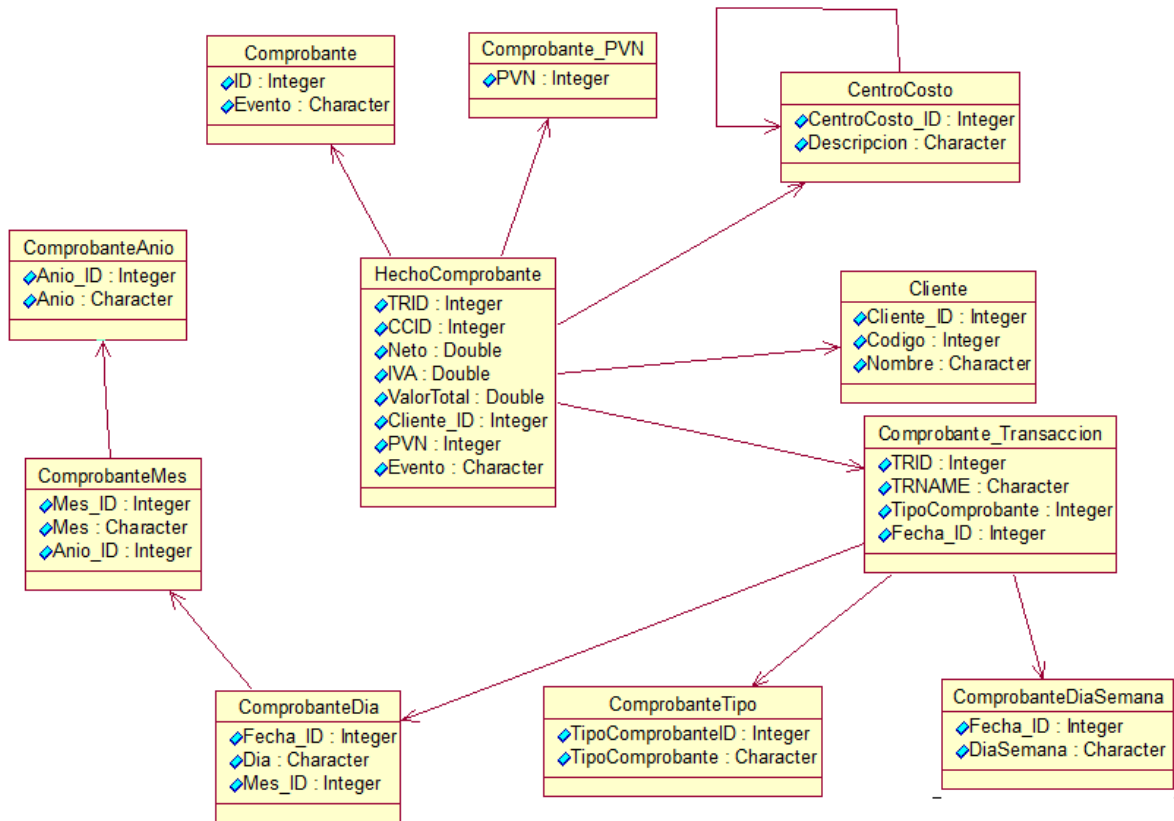 Comprobante
ID : Integer
Evento : Character
Comprobante_PVN
PVN : Integer
CentroCosto
CentroCosto_ID : Integer
Descripcion : Character
ComprobanteAnio
Anio_ID : Integer
Anio : Character
HechoComprobante
TRID : Integer
CCID : Integer
Neto : Double
IVA : Double
ValorTotal : Double
Cliente_ID : Integer
PVN : Integer
Evento : Character
Cliente
Cliente_ID : Integer
Codigo : Integer
Nombre : Character
Comprobante_Transaccion
TRID : Integer
TRNAME : Character
TipoComprobante : Integer
Fecha_ID : Integer
ComprobanteMes
Mes_ID : Integer
Mes : Character
Anio_ID : Integer
ComprobanteDia
Fecha_ID : Integer
Dia : Character
Mes_ID : Integer
ComprobanteTipo
TipoComprobanteID : Integer
TipoComprobante : Character
ComprobanteDiaSemana
Fecha_ID : Integer
DiaSemana : Character